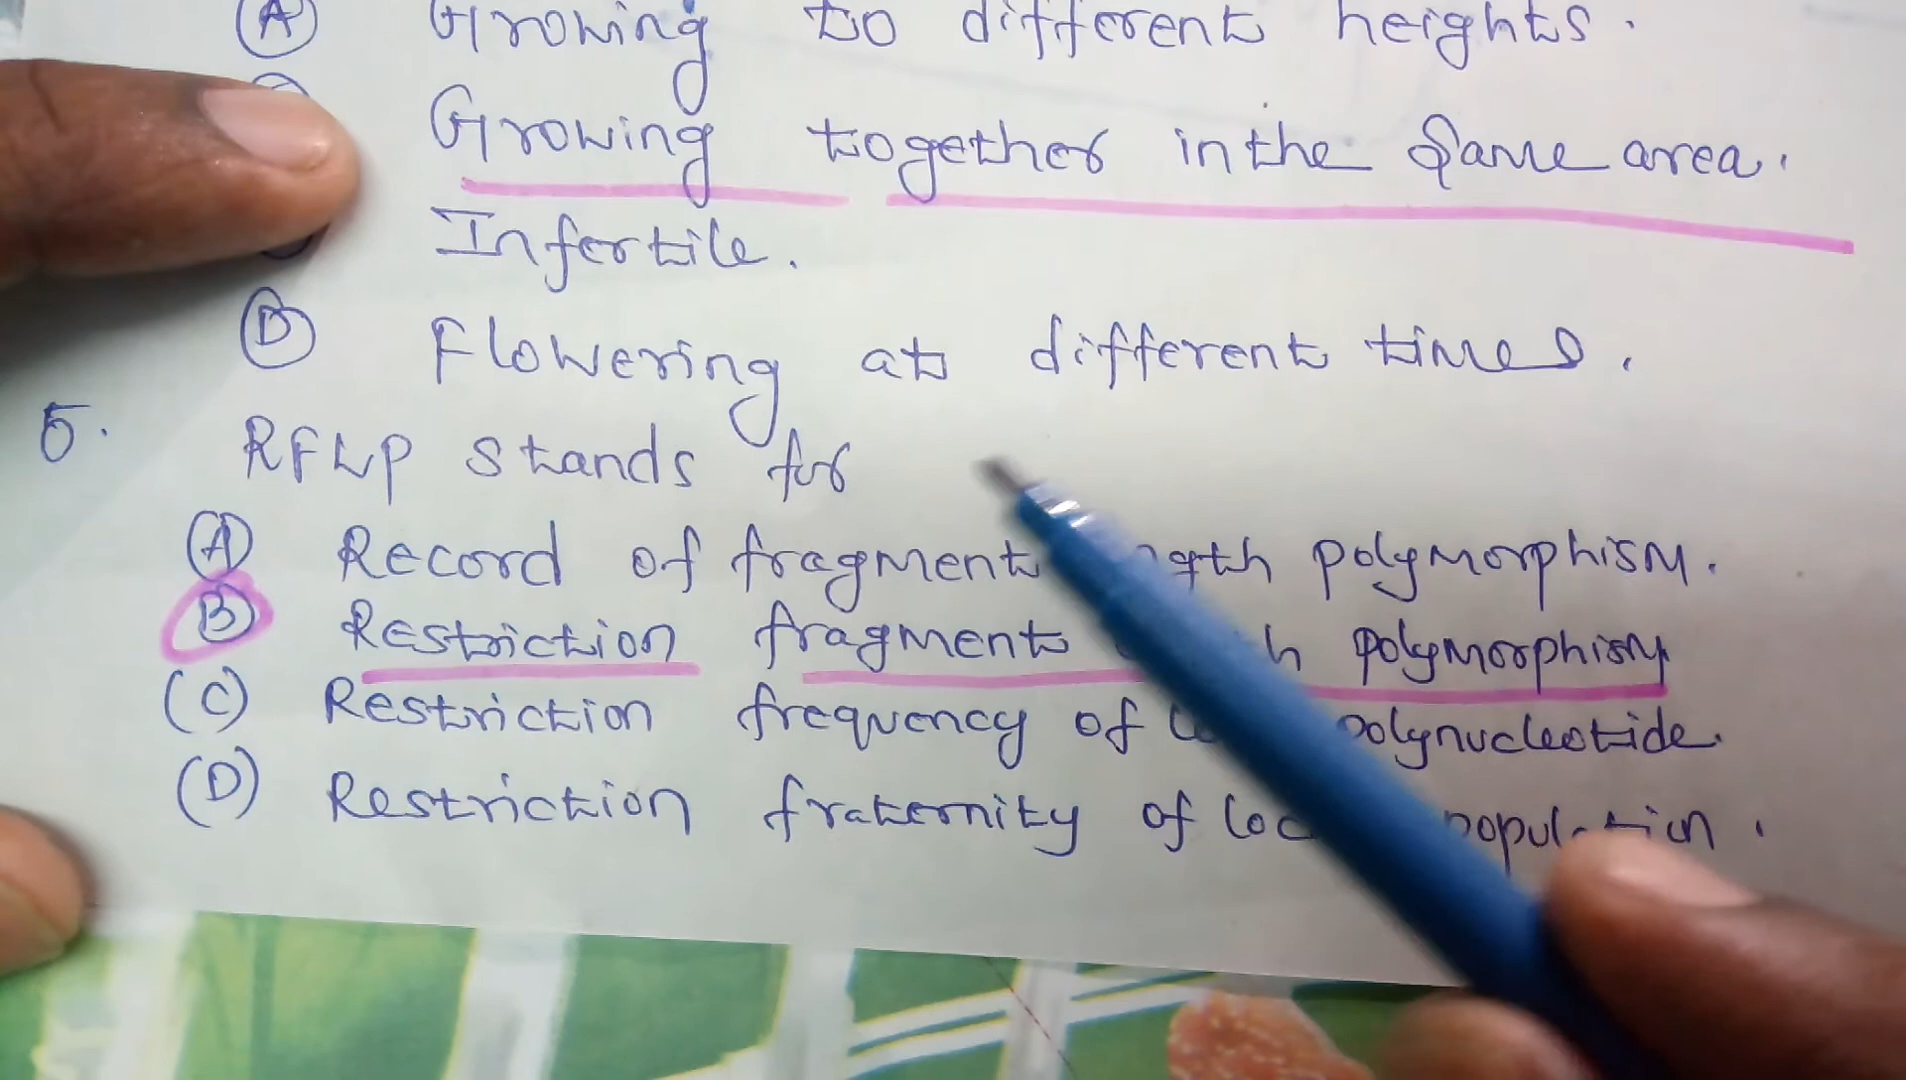 (A) Growing to different heights.
Growing together in the same area.
Infertile.
(D) Flowering at different times.
5. RFLP stands for
(A) Record of fragment polymorphism.
(B) Restriction fragment polymorphism
(C) Restriction frequency of polynucleotide.
(D) Restriction fraternity of population.